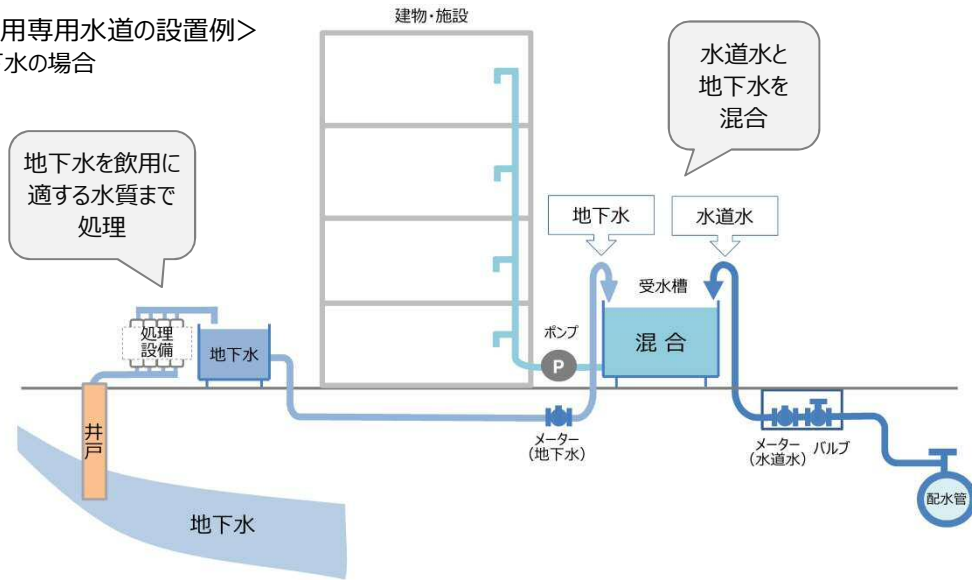 用専用水道の設置例>
水の場合
建物・施設
水道水と
地下水を
混合
地下水を飲用に
適する水質まで
処理
地下水
水道水
受水槽
混 合
ポンプ
P
処理
設備
地下水
井戸
メーター
(地下水)
メーター
(水道水)
バルブ
配水管
地下水